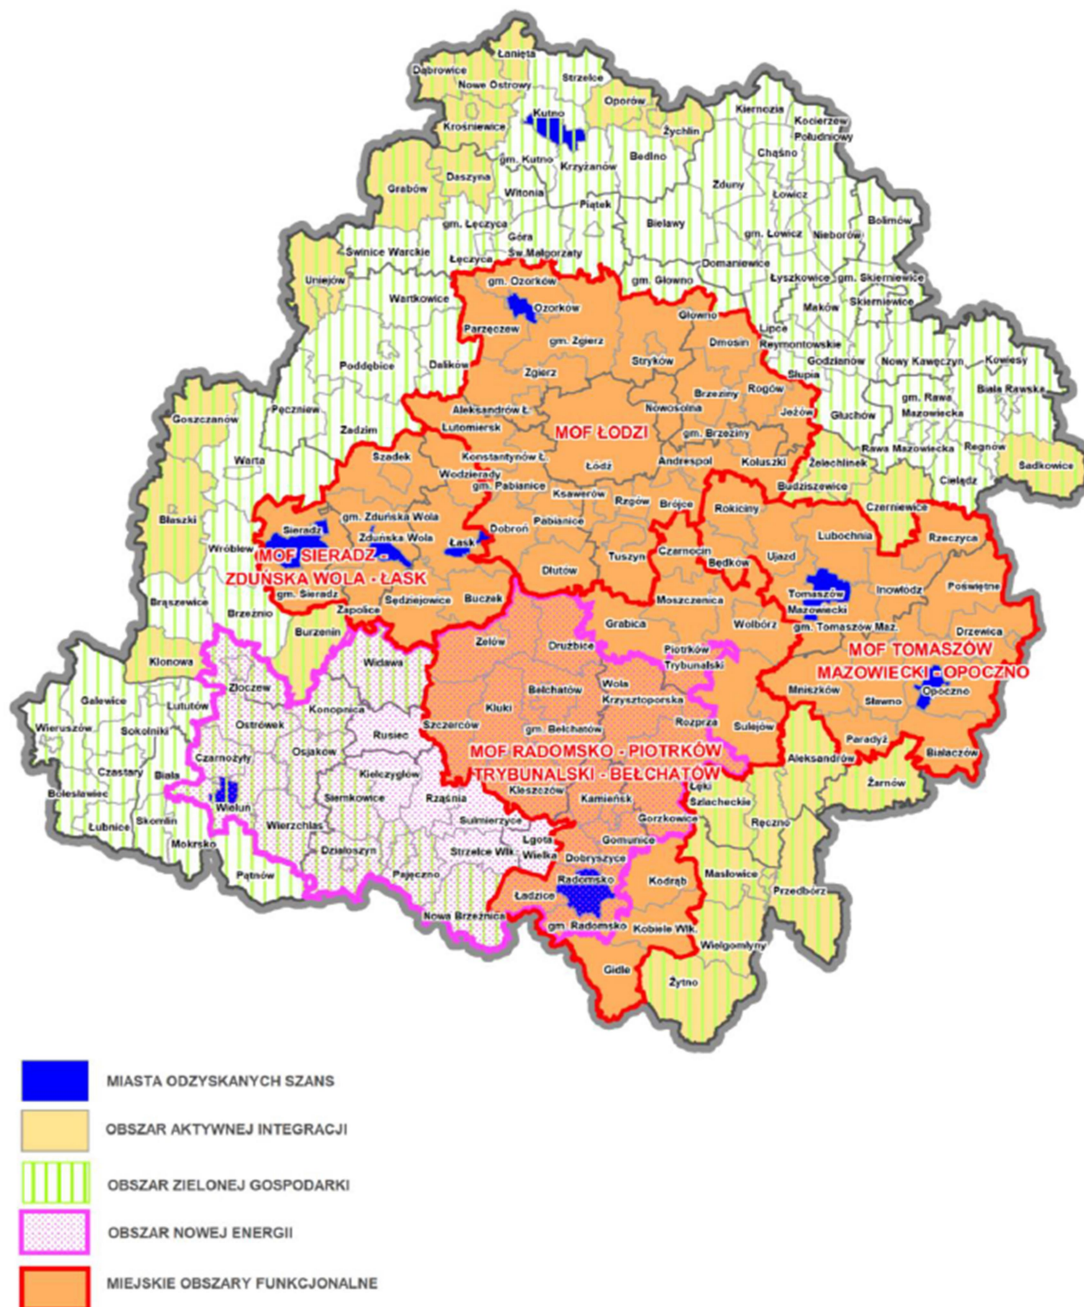 Łanięta
Dąbrowice
Nowe Ostrowy
Strzelce
Kutno
Oporów
Krośniewice
Żychlin
Kiernozia
Kocierzew
Południowy
gm. Kutno
Krzyżanów
Bedlno
Chąśno
Grabów
Daszyna
Witonia
Zduny
Łowicz
Piątek
Bielawy
Bolimów
gm. Łęczyca
Góra
Św.Małgorzaty
gm. Łowicz
Nieborów
Świnice Warckie
Łęczyca
Domaniewice
Uniejów
gm. Ozorków
gm. Głowno
Łyszkowice
gm. Skierniewice
Wartkowice
Ozorków
Maków
Skierniewice
Parzęczew
Głowno
Lipce
Reymontowskie
gm. Zgierz
Dmosin
Poddębice
Dalików
Stryków
Godzianów
Nowy Kawęczyn
Kowiesy
Zgierz
Słupia
Rogów
Biała Rawska
Brzeziny
gm. Rawa
Mazowiecka
Pęczniew
Goszczanów
Aleksandrów Ł.
Nowosolna
Jeżów
Głuchów
Zadzim
Lutomiersk
MOF ŁODZI
gm. Brzeziny
Rawa Mazowiecka
Regnów
Szadek
Konstantynów Ł.
Warta
Łódź
Andrespol
Koluszki
Żelechlinek
Sadkowice
Wodzierady
gm. Pabianice
Budziszewice
Cielądz
Ksawerów
Rzgów
Brójce
Rokiciny
Czerniewice
Błaszki
Sieradz
gm. Zduńska Wola
Zduńska Wola
Łask
Dobroń
Pabianice
Lubochnia
Rzeczyca
Wróblew
Tuszyn
Czarnocin
Ujazd
MOF SIERADZ -
ZDUŃSKA WOLA - ŁASK
Dłutów
Będków
Inowłódz
Poświętne
Brąszewice
gm. Sieradz
Tomaszów
Mazowiecki
Brzeźnio
Zapolice
Sędziejowice
Buczek
Moszczenica
Wolbórz
gm. Tomaszów Maz.
Drzewica
Burzenin
Grabica
Zelów
Drużbice
Piotrków
Trybunalski
MOF TOMASZÓW
MAZOWIECKI - OPOCZNO
Klonowa
Widawa
Złoczew
Bełchatów
Wola
Krzysztoporska
Mniszków
Opoczno
Galewice
Lututów
Konopnica
Kluki
Sławno
Wieruszów
Sokolniki
Ostrówek
Szczerców
gm. Bełchatów
Rozprza
Sulejów
Rusiec
Paradyż
Czarnożyły
Osjaków
MOF RADOMSKO - PIOTRKÓW
TRYBUNALSKI - BEŁCHATÓW
Aleksandrów
Białaczów
Czastary
Biała
Kiełczygłów
Żarnów
Bolesławiec
Wieluń
Siemkowice
Rząśnia
Kleszczów
Kamieńsk
Łęki
Szlacheckie
Łubnice
Skomlin
Wierzchlas
Sulmierzyce
Gorzkowice
Ręczno
Mokrsko
Działoszyn
Strzelce Wlk.
Lgota
Wielka
Gomunice
Dobryszyce
Pątnów
Pajęczno
Radomsko
Masłowice
Ładzice
Kodrąb
Przedbórz
Nowa Brzeźnica
gm. Radomsko
Kobiele Wlk.
Wielgomłyny
Gidle
Żytno
MIASTA ODZYSKANYCH SZANS
OBSZAR AKTYWNEJ INTEGRACJI
OBSZAR ZIELONEJ GOSPODARKI
OBSZAR NOWEJ ENERGII
MIEJSKIE OBSZARY FUNKCJONALNE